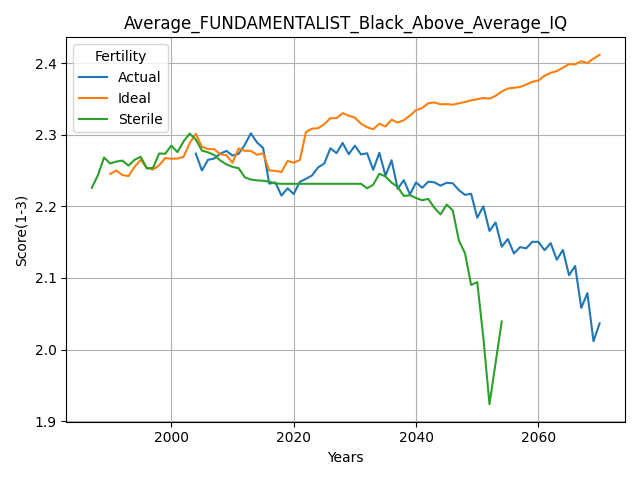 Average_FUNDAMENTALIST_Black_Above_Average_IQ
Fertility
Actual
Ideal
Sterile
Score(1-3)
2.4
2.3
2.2
2.1
2.0
1.9
2000
2020
2040
2060
Years